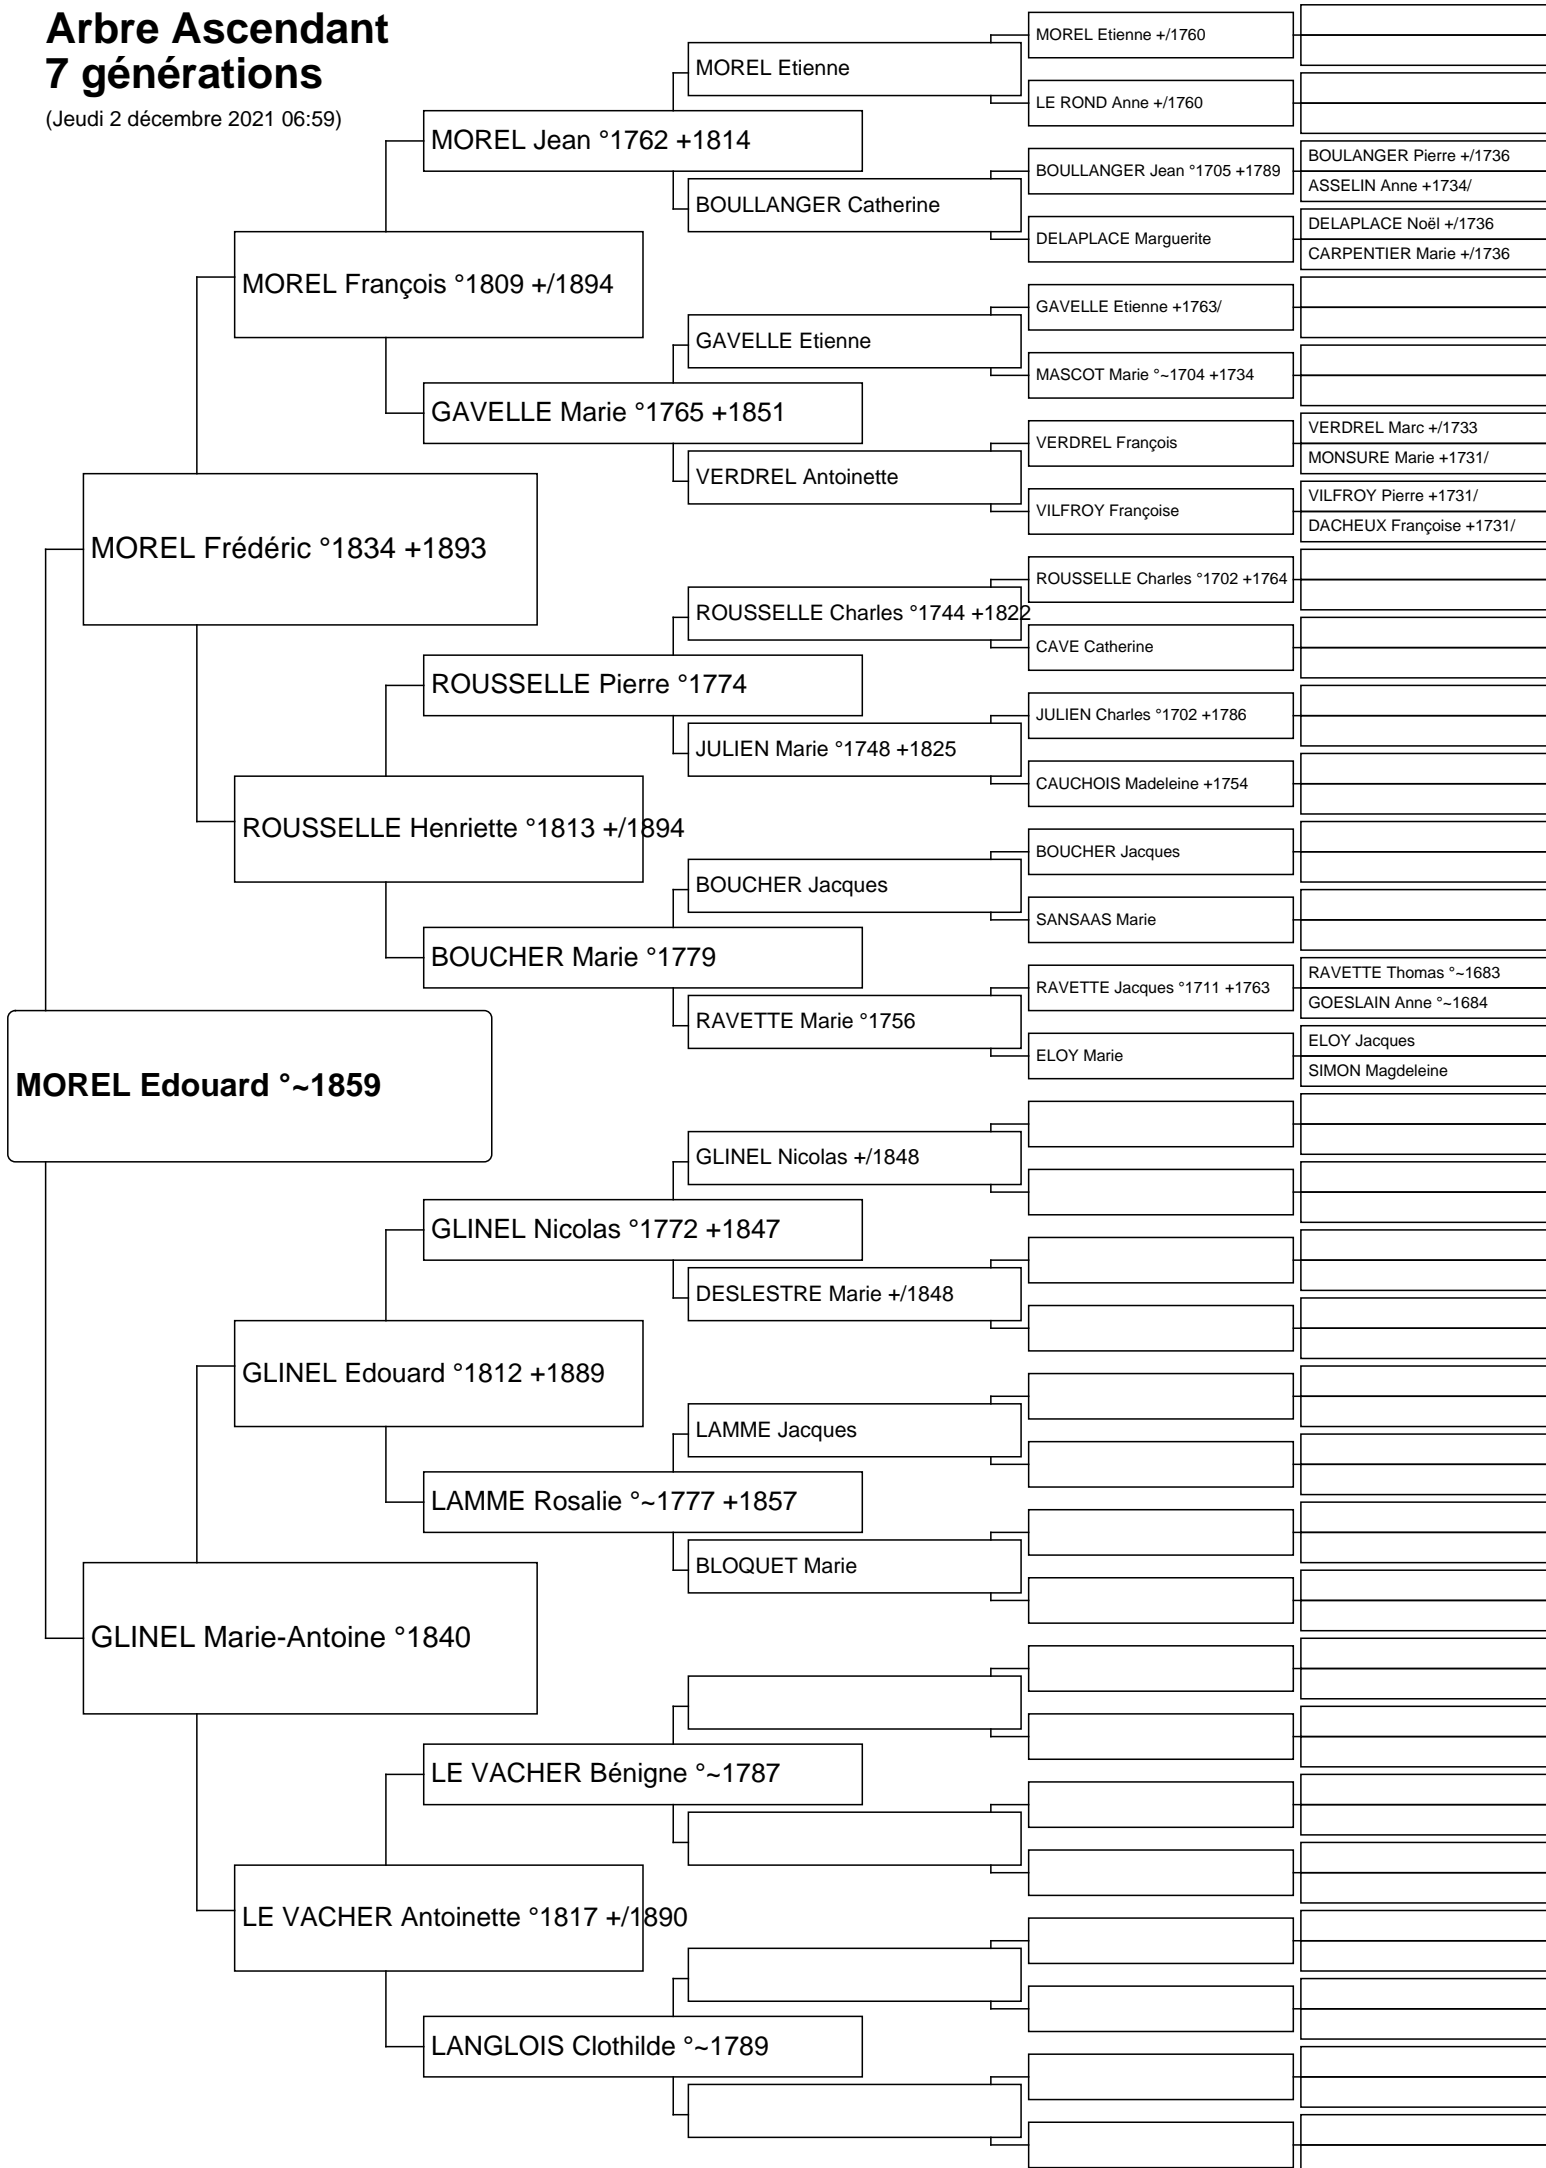 Arbre Ascendant
7 générations
(Jeudi 2 décembre 2021 06:59)
MOREL Edouard °~1859
MOREL Frédéric °1834 +1893
GLINEL Marie-Antoine °1840
MOREL François °1809 +/1894
ROUSSELLE Henriette °1813 +/1894
GLINEL Edouard °1812 +1889
LE VACHER Antoinette °1817 +/1890
MOREL Jean °1762 +1814
GAVELLE Marie °1765 +1851
ROUSSELLE Pierre °1774
BOUCHER Marie °1779
GLINEL Nicolas °1772 +1847
LAMME Rosalie °~1777 +1857
LE VACHER Bénigne °~1787
LANGLOIS Clothilde °~1789
MOREL Etienne
BOULLANGER Catherine
GAVELLE Etienne
VERDREL Antoinette
ROUSSELLE Charles °1744 +1822
JULIEN Marie °1748 +1825
BOUCHER Jacques
RAVETTE Marie °1756
GLINEL Nicolas +/1848
DESLESTRE Marie +/1848
LAMME Jacques
BLOQUET Marie
MOREL Etienne +/1760
LE ROND Anne +/1760
BOULLANGER Jean °1705 +1789
DELAPLACE Marguerite
GAVELLE Etienne +1763/
MASCOT Marie °~1704 +1734
VERDREL François
VILFROY Françoise
ROUSSELLE Charles °1702 +1764
CAVE Catherine
JULIEN Charles °1702 +1786
CAUCHOIS Madeleine +1754
BOUCHER Jacques
SANSAAS Marie
RAVETTE Jacques °1711 +1763
ELOY Marie
BOULANGER Pierre +/1736
ASSELIN Anne +1734/
DELAPLACE Noël +/1736
CARPENTIER Marie +/1736
VERDREL Marc +/1733
MONSURE Marie +1731/
VILFROY Pierre +1731/
DACHEUX Françoise +1731/
RAVETTE Thomas °~1683
GOESLAIN Anne °~1684
ELOY Jacques
SIMON Magdeleine